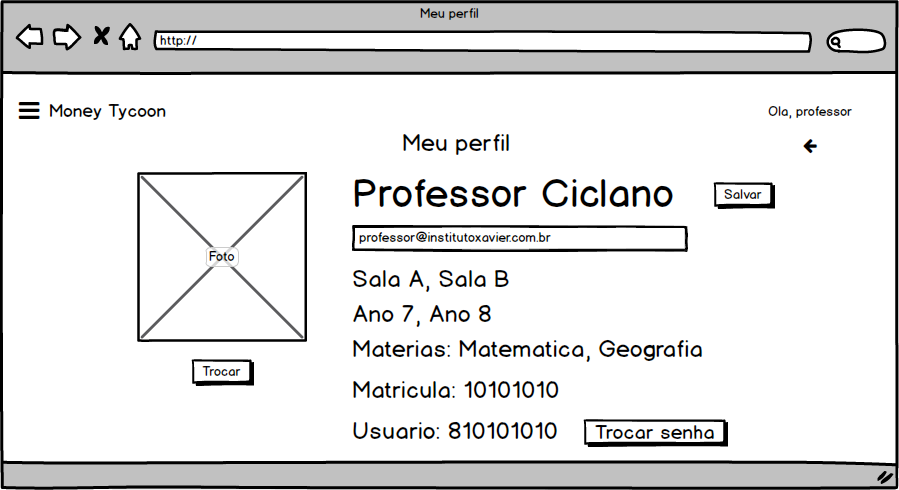 Meu perfil
http://
Money Tycoon
Ola, professor
Meu perfil
Professor Ciclano
Salvar
professor@institutoxavier.com.br
Foto
Sala A, Sala B
Ano 7, Ano 8
Materias: Matematica, Geografia
Trocar
Matricula: 10101010
Usuario: 810101010
Trocar senha